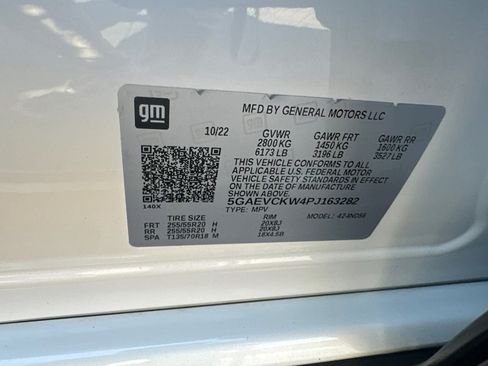 gm
MFD BY GENERAL MOTORS LLC
10/22 GVWR GAWR FRT GAWR RR
2800 KG 1450 KG 1600 KG
6173 LB 3196 LB 3527 LB
THIS VEHICLE CONFORMS TO ALL
APPLICABLE U.S. FEDERAL MOTOR
VEHICLE SAFETY STANDARDS IN
EFFECT ON THE DATE OF
MANUFACTURE SHOWN ABOVE.
5GAEVCKW4PJ163282
140X
TYPE: MPV MODEL:
TIRE SIZE RIM
FRT 255/55R20 H 20X8J
RR 255/55R20 H 20X8J
SPA T135/70R18 M 18X4.5B